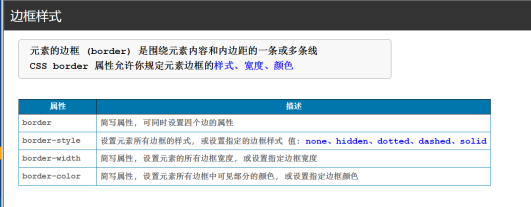 边框样式
元素的边框 (border) 是围绕元素内容和内边距的一条或多条线
CSS border 属性允许你规定元素边框的样式、宽度、颜色
属性 描述
border 简写属性，可同时设置四个边的属性
border-style 设置元素所有边框的样式，或设置指定的边框样式 值：none、hidden、dotted、dashed、solid
border-width 简写属性，设置元素的所有边框宽度，或设置指定边框宽度
border-color 简写属性，设置元素所有边框中可见部分的颜色，或设置指定边框颜色